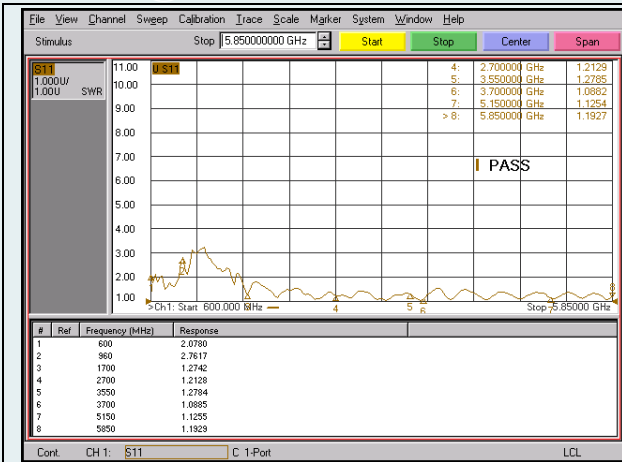 File View Channel Sweep Calibration Trace Scale Marker System Window Help
Stimulus Stop 5.850000000 GHz Start Stop Center Span
S11
1.000U/
1.00U SWR
11.00 U S11
10.00
9.00
8.00
7.00
6.00
5.00
4.00
3.00
2.00
1.00
4: 2.700000 GHz 1.2129
5: 3.550000 GHz 1.2785
6: 3.700000 GHz 1.0882
7: 5.150000 GHz 1.1254
> 8: 5.850000 GHz 1.1927
PASS
4 5 6
>Ch1: Start 600.000 MHz Stop 5.85000 GHz
# Ref Frequency (MHz) Response
1 600 2.0780
2 960 2.7617
3 1700 1.2742
4 2700 1.2128
5 3550 1.2784
6 3700 1.0885
7 5150 1.1255
8 5850 1.1929
Cont. CH 1: S11 C 1-Port LCL